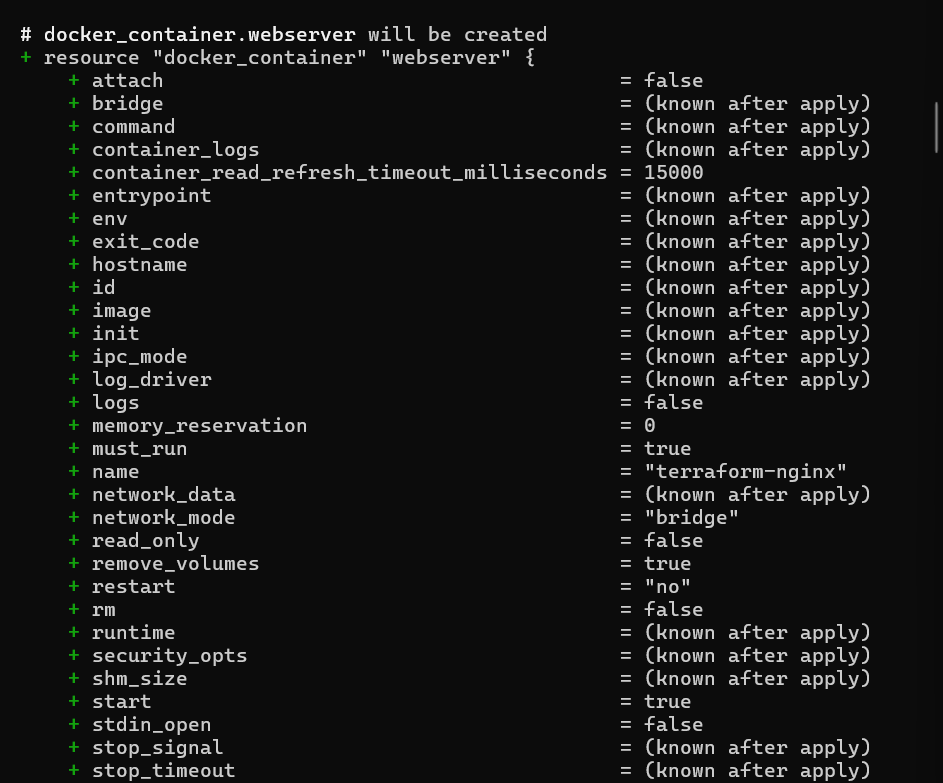 # docker_container.webserver will be created
+ resource "docker_container" "webserver" {
+ attach = false
+ bridge = (known after apply)
+ command = (known after apply)
+ container_logs = (known after apply)
+ container_read_refresh_timeout_milliseconds = 15000
+ entrypoint = (known after apply)
+ env = (known after apply)
+ exit_code = (known after apply)
+ hostname = (known after apply)
+ id = (known after apply)
+ image = (known after apply)
+ init = (known after apply)
+ ipc_mode = (known after apply)
+ log_driver = (known after apply)
+ logs = false
+ memory_reservation = 0
+ must_run = true
+ name = "terraform-nginx"
+ network_data = (known after apply)
+ network_mode = "bridge"
+ read_only = false
+ remove_volumes = true
+ restart = "no"
+ rm = false
+ runtime = (known after apply)
+ security_opts = (known after apply)
+ shm_size = (known after apply)
+ start = true
+ stdin_open = false
+ stop_signal = (known after apply)
+ stop_timeout = (known after apply)